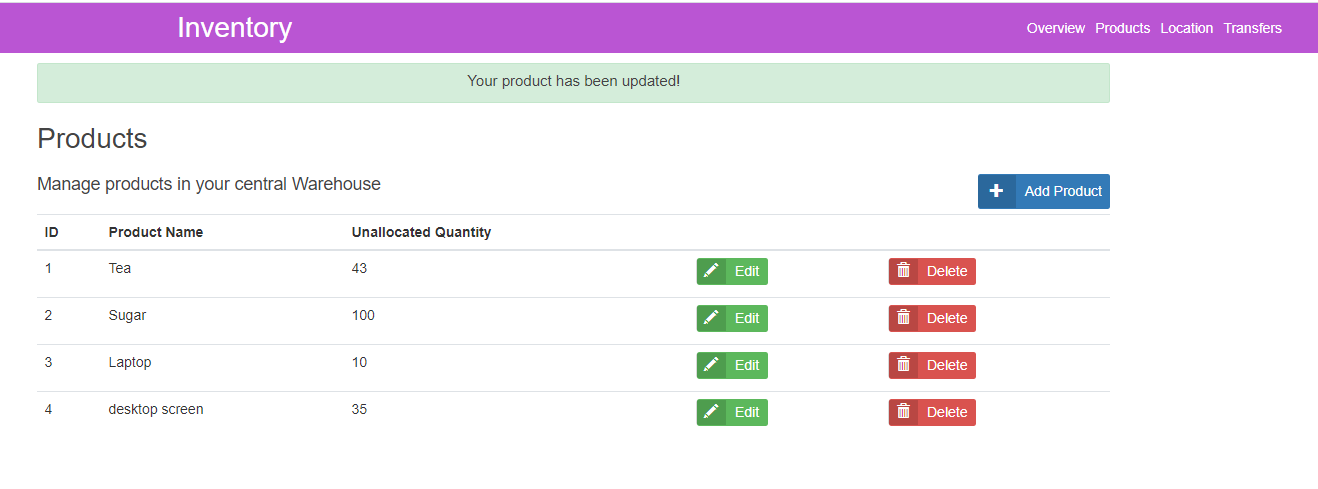 Inventory Overview Products Location Transfers
Your product has been updated!
Products
Manage products in your central Warehouse
Add Product
ID Product Name Unallocated Quantity
1 Tea 43 Edit Delete
2 Sugar 100 Edit Delete
3 Laptop 10 Edit Delete
4 desktop screen 35 Edit Delete